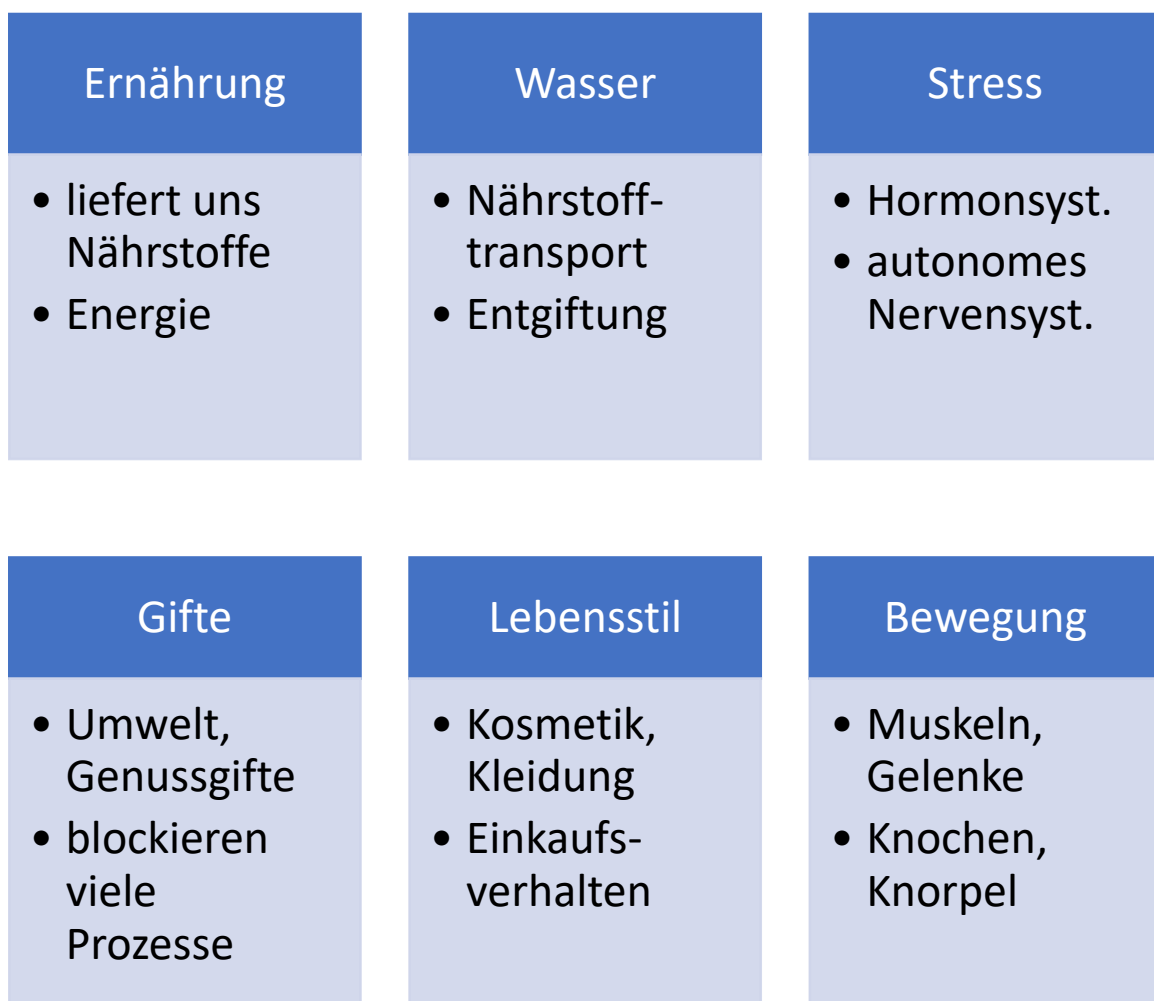 Ernährung
• liefert uns
Nährstoffe
• Energie
Wasser
• Nährstoff-
transport
• Entgiftung
Stress
• Hormonsyst.
• autonomes
Nervensyst.
Gifte
• Umwelt,
Genussgifte
• blockieren
viele
Prozesse
Lebensstil
• Kosmetik,
Kleidung
• Einkaufs-
verhalten
Bewegung
• Muskeln,
Gelenke
• Knochen,
Knorpel